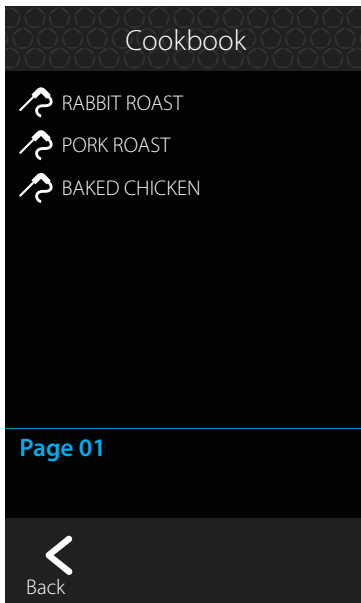 Cookbook
RABBIT ROAST
PORK ROAST
BAKED CHICKEN
Page 01
Back